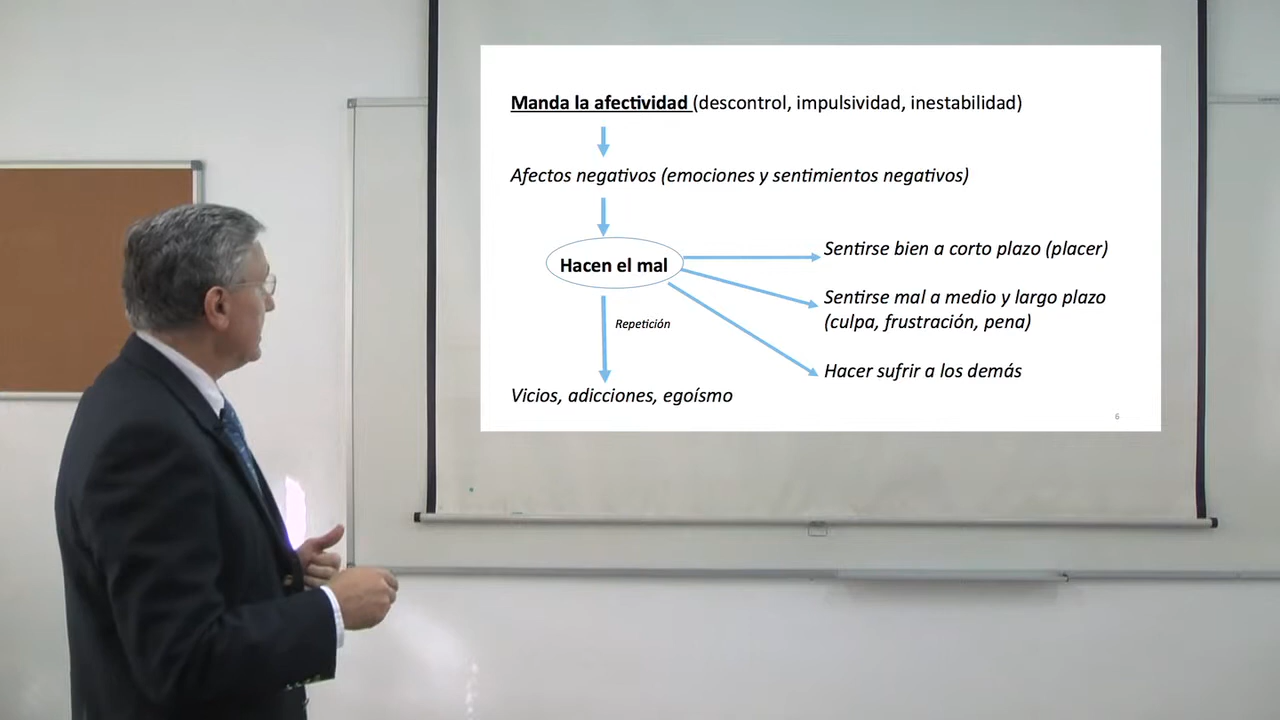 Manda la afectividad (descontrol, impulsividad, inestabilidad)
Afectos negativos (emociones y sentimientos negativos)
Hacen el mal
Sentirse bien a corto plazo (placer)
Sentirse mal a medio y largo plazo
(culpa, frustración, pena)
Repetición
Hacer sufrir a los demás
Vicios, adicciones, egoísmo
6